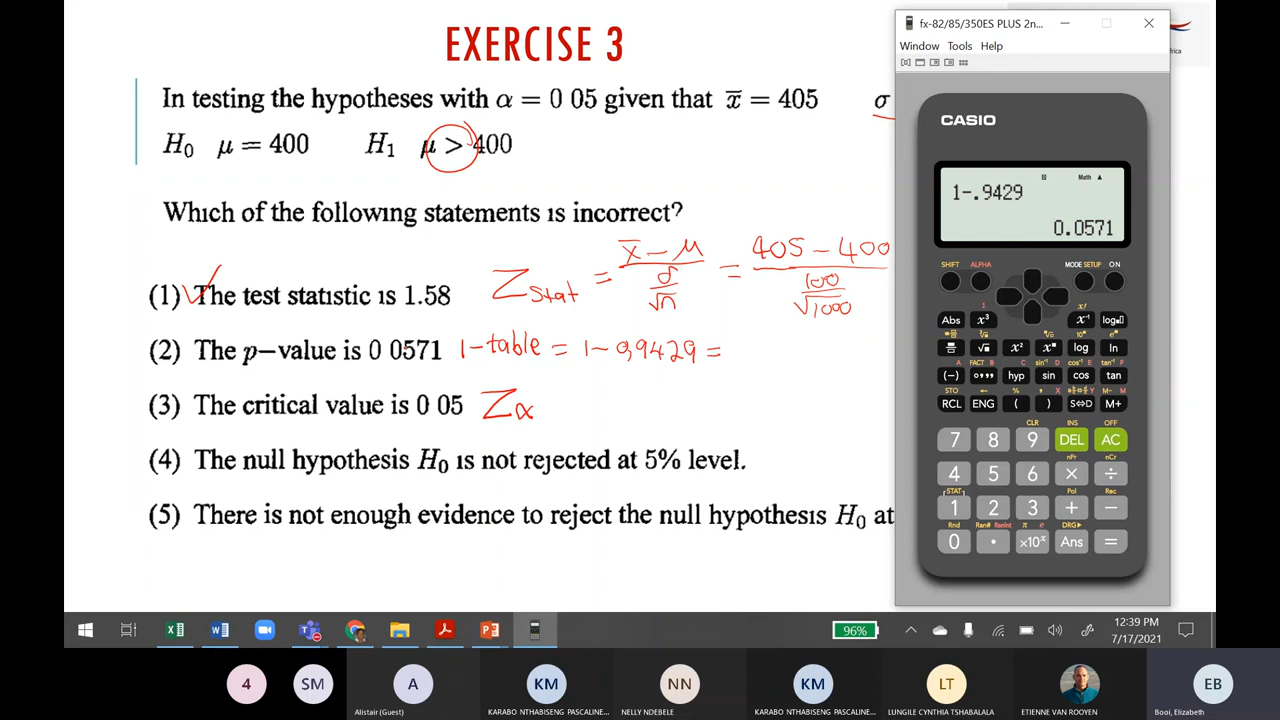 EXERCISE 3
In testing the hypotheses with α = 0 05 given that x̄ = 405 σ
H₀ μ = 400 H₁ μ > 400
Which of the following statements is incorrect?
(1) The test statistic is 1.58
Z stat = x̄ − μ / σ/√n = 405 − 400 / 100/√1000
(2) The p−value is 0 0571 1-table = 1 − 0,9429 =
(3) The critical value is 0 05 Zα
(4) The null hypothesis H₀ is not rejected at 5% level.
(5) There is not enough evidence to reject the null hypothesis H₀ at
fx-82/85/350ES PLUS 2n...
Window Tools Help
CASIO
Math
1-.9429
0.0571
SHIFT ALPHA MODE SETUP ON
Abs x³ x⁻¹ log
x! 
√ x² log ln
(−) °,,, hyp sin cos tan
RCL ENG ( ) S⇔D M+
7 8 9 DEL AC
4 5 6 × ÷
1 2 3 + −
0 · ×10ˣ Ans =
96%
12:39 PM
7/17/2021
4 SM A KM NN KM LT EB
Alistair (Guest) KARABO NTHABISENG PASCALINE... NELLY NDEBELE KARABO NTHABISENG PASCALINE... LUNGILE CYNTHIA TSHABALALA ETIENNE VAN ROOYEN Booi, Elizabeth